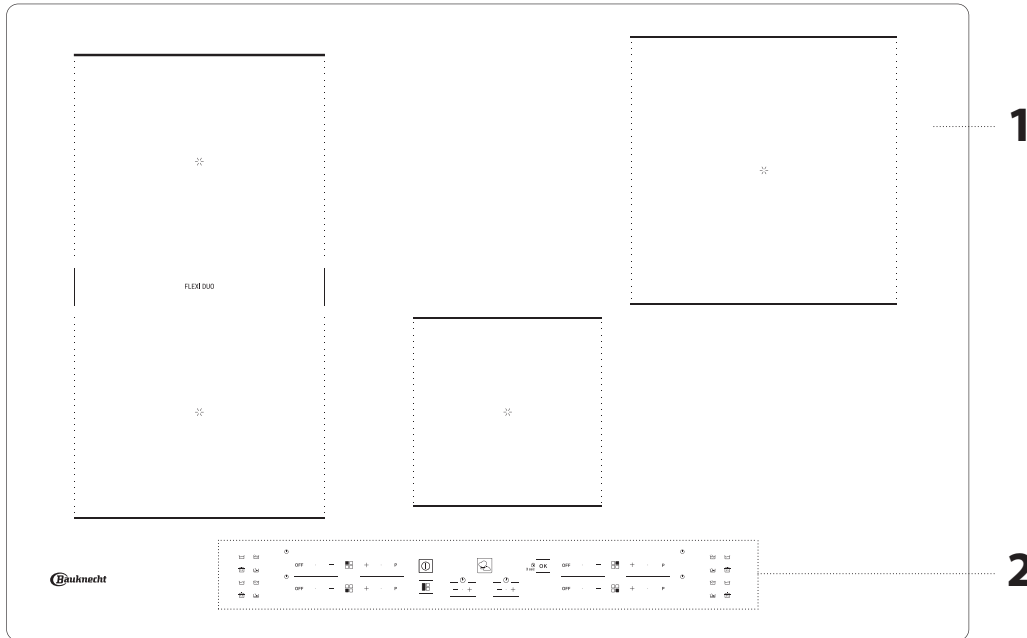 1
FLEXI DUO
2
Bauknecht
OFF − + P
OK
OFF − + P
OFF − + P
− + − +
OFF − + P